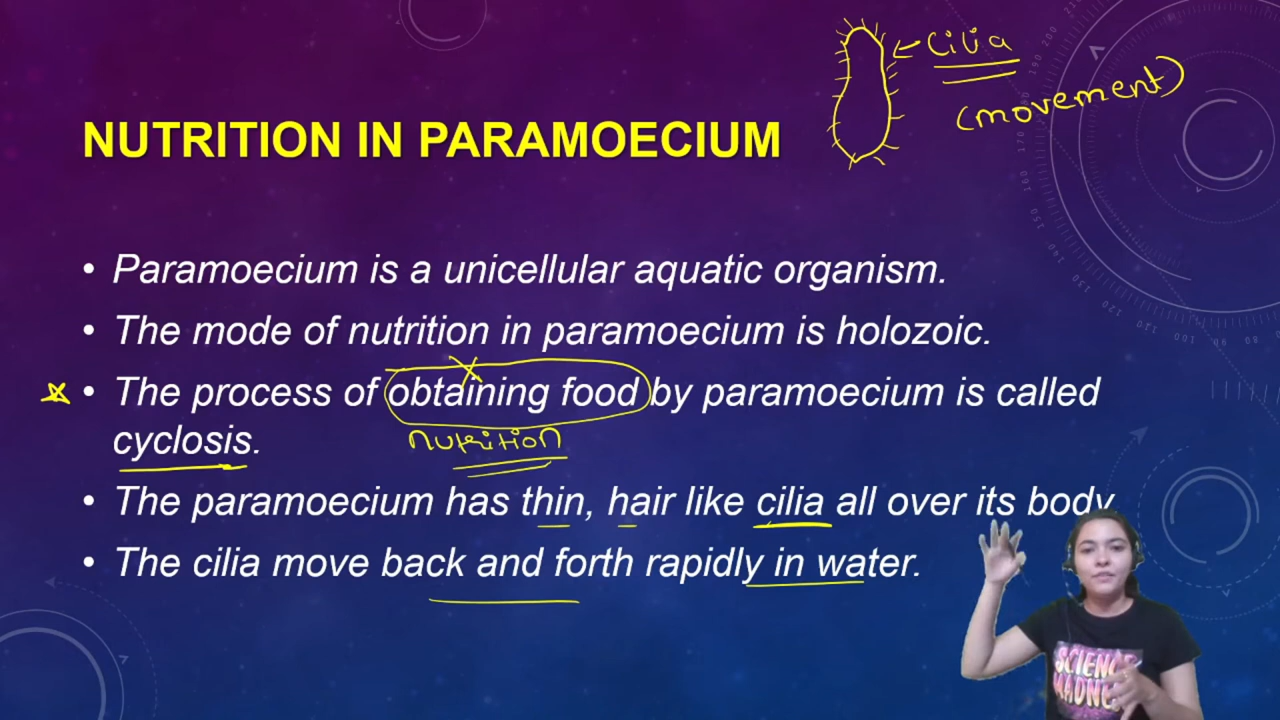 Cilia
(movement)
NUTRITION IN PARAMOECIUM
• Paramoecium is a unicellular aquatic organism.
• The mode of nutrition in paramoecium is holozoic.
• The process of obtaining food by paramoecium is called
cyclosis.
nutrition
• The paramoecium has thin, hair like cilia all over its body
• The cilia move back and forth rapidly in water.
SCIENCE
MADNE